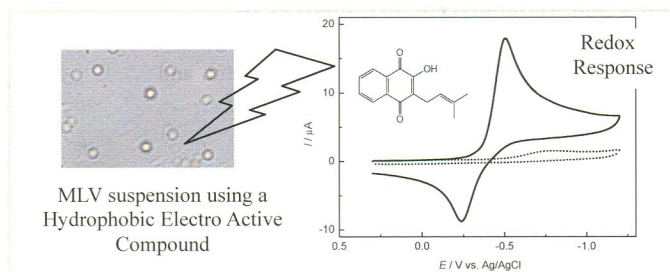 MLV suspension using a
Hydrophobic Electro Active
Compound
Redox
Response
O
OH
O
I / µA
20
10
0
-10
0.5
0.0
-0.5
-1.0
E / V vs. Ag/AgCl